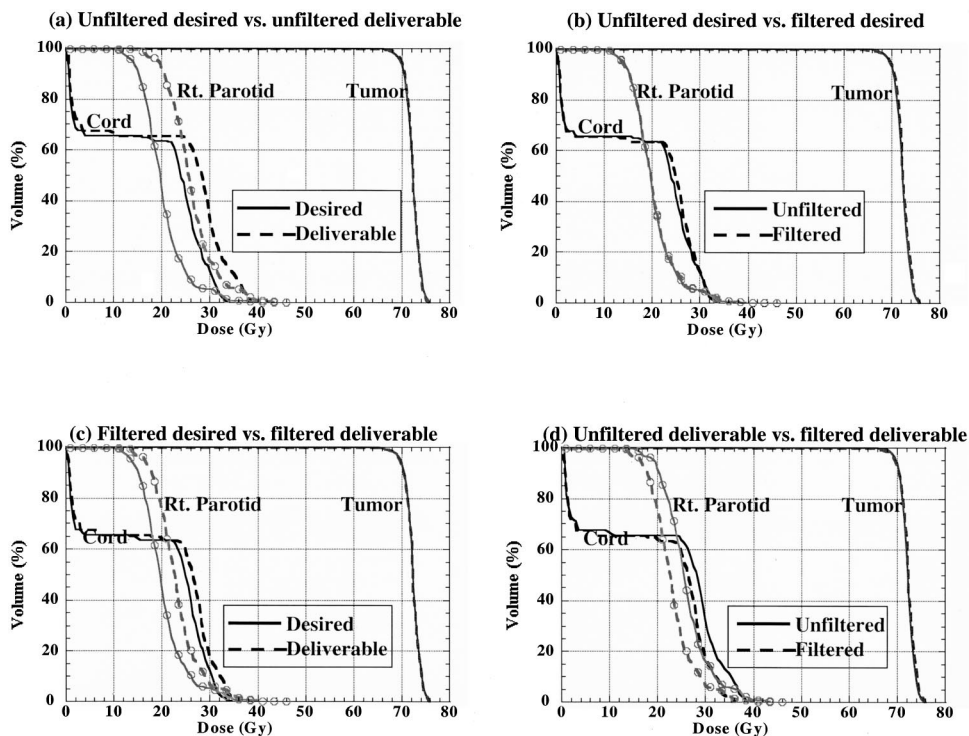 (a) Unfiltered desired vs. unfiltered deliverable
100
80
60
40
20
0
Volume (%)
Rt. Parotid
Tumor
Cord
Desired
Deliverable
0 10 20 30 40 50 60 70 80
Dose (Gy)
(b) Unfiltered desired vs. filtered desired
100
80
60
40
20
0
Volume (%)
Rt. Parotid
Tumor
Cord
Unfiltered
Filtered
0 10 20 30 40 50 60 70 80
Dose (Gy)
(c) Filtered desired vs. filtered deliverable
100
80
60
40
20
0
Volume (%)
Rt. Parotid
Tumor
Cord
Desired
Deliverable
0 10 20 30 40 50 60 70 80
Dose (Gy)
(d) Unfiltered deliverable vs. filtered deliverable
100
80
60
40
20
0
Volume (%)
Rt. Parotid
Tumor
Cord
Unfiltered
Filtered
0 10 20 30 40 50 60 70 80
Dose (Gy)